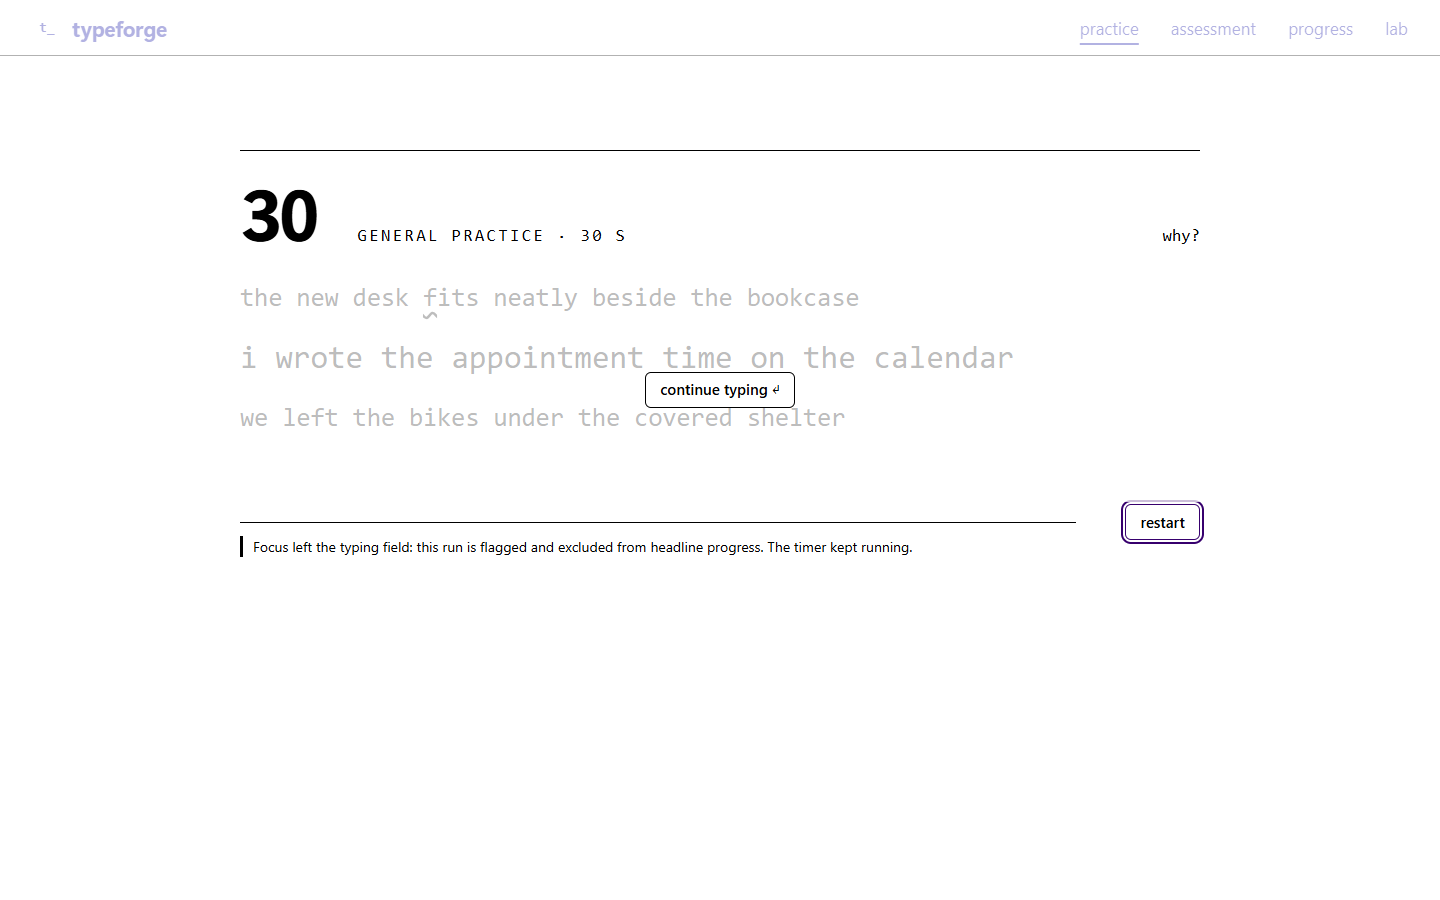 t_ typeforge practice assessment progress lab
30 GENERAL PRACTICE · 30 S why?
the new desk fits neatly beside the bookcase
i wrote the appointment time on the calendar
continue typing ↲
we left the bikes under the covered shelter
restart
Focus left the typing field: this run is flagged and excluded from headline progress. The timer kept running.